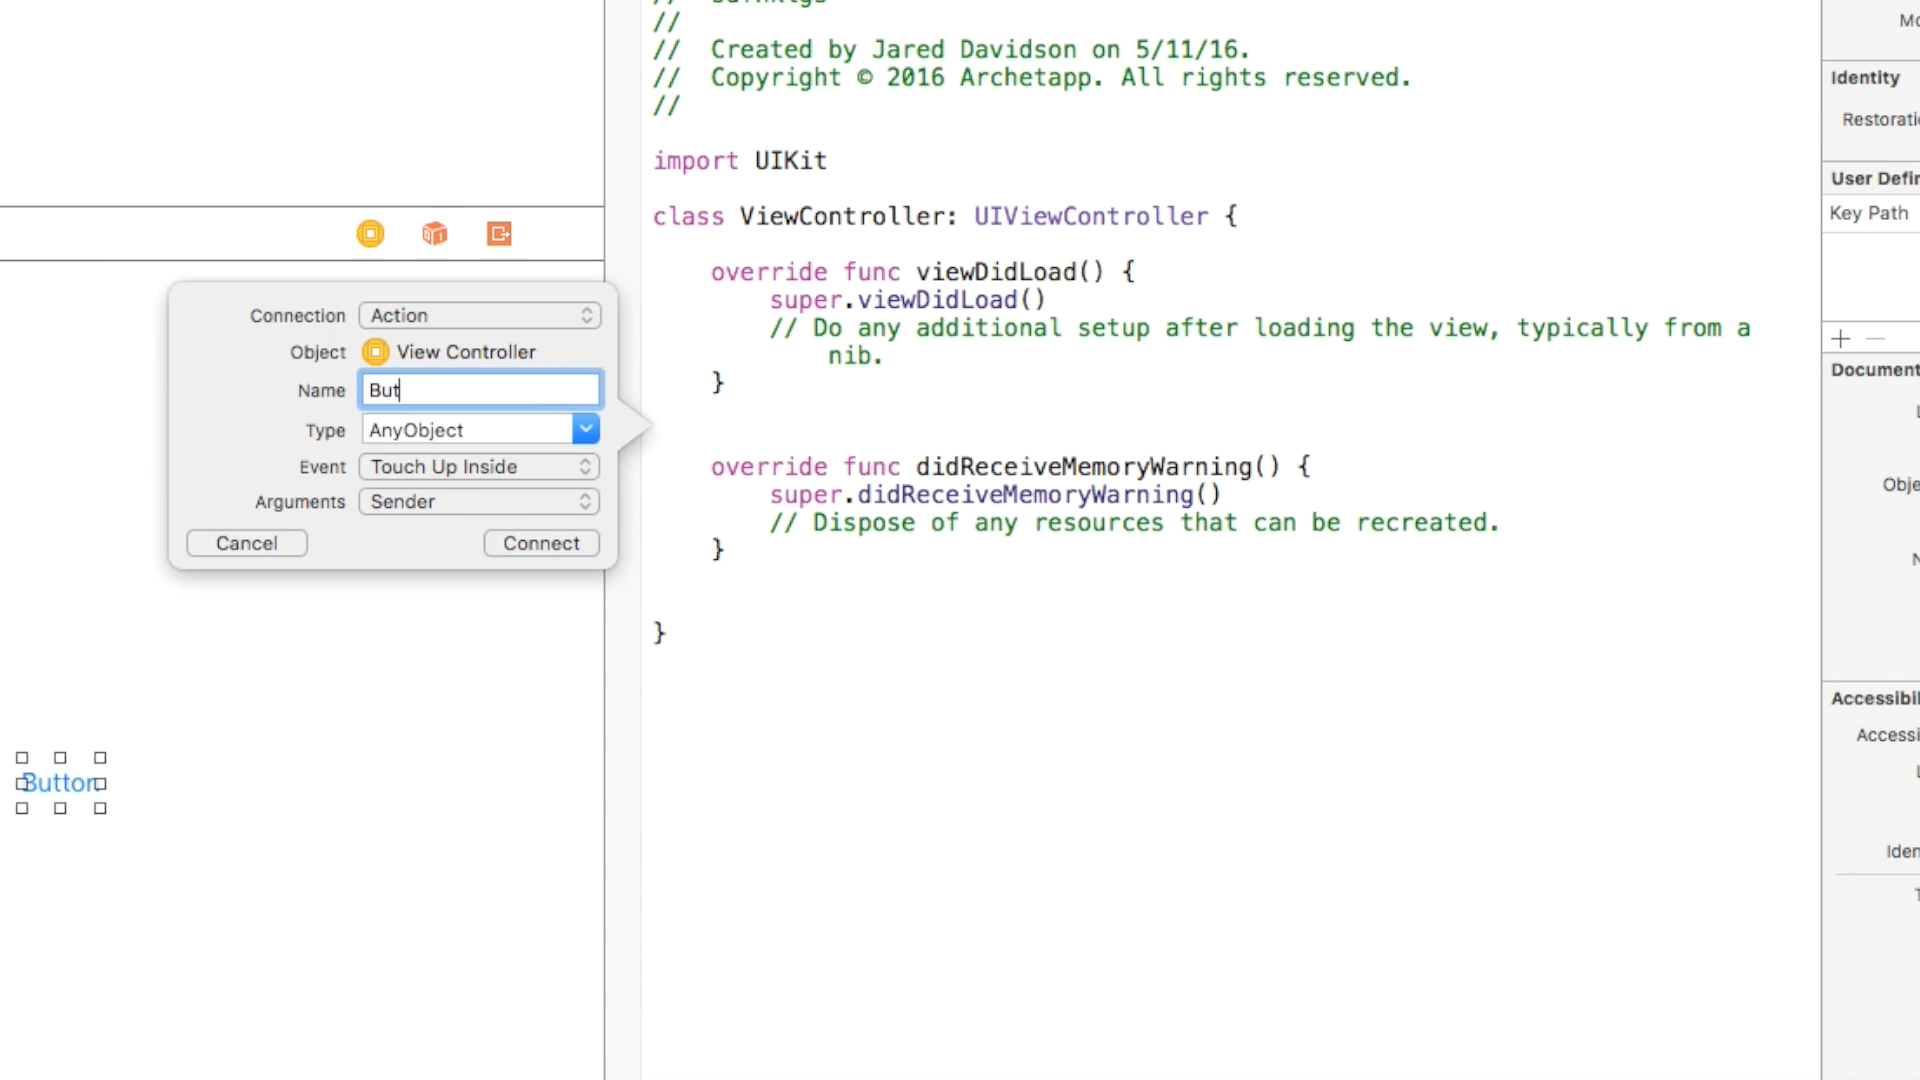 //
// Created by Jared Davidson on 5/11/16.
// Copyright © 2016 Archetapp. All rights reserved.
//
import UIKit
class ViewController: UIViewController {
override func viewDidLoad() {
super.viewDidLoad()
// Do any additional setup after loading the view, typically from a
nib.
}
override func didReceiveMemoryWarning() {
super.didReceiveMemoryWarning()
// Dispose of any resources that can be recreated.
}
}
Connection Action
Object View Controller
Name But
Type AnyObject
Event Touch Up Inside
Arguments Sender
Cancel Connect
Button
Identity
User Defin
Key Path
Document